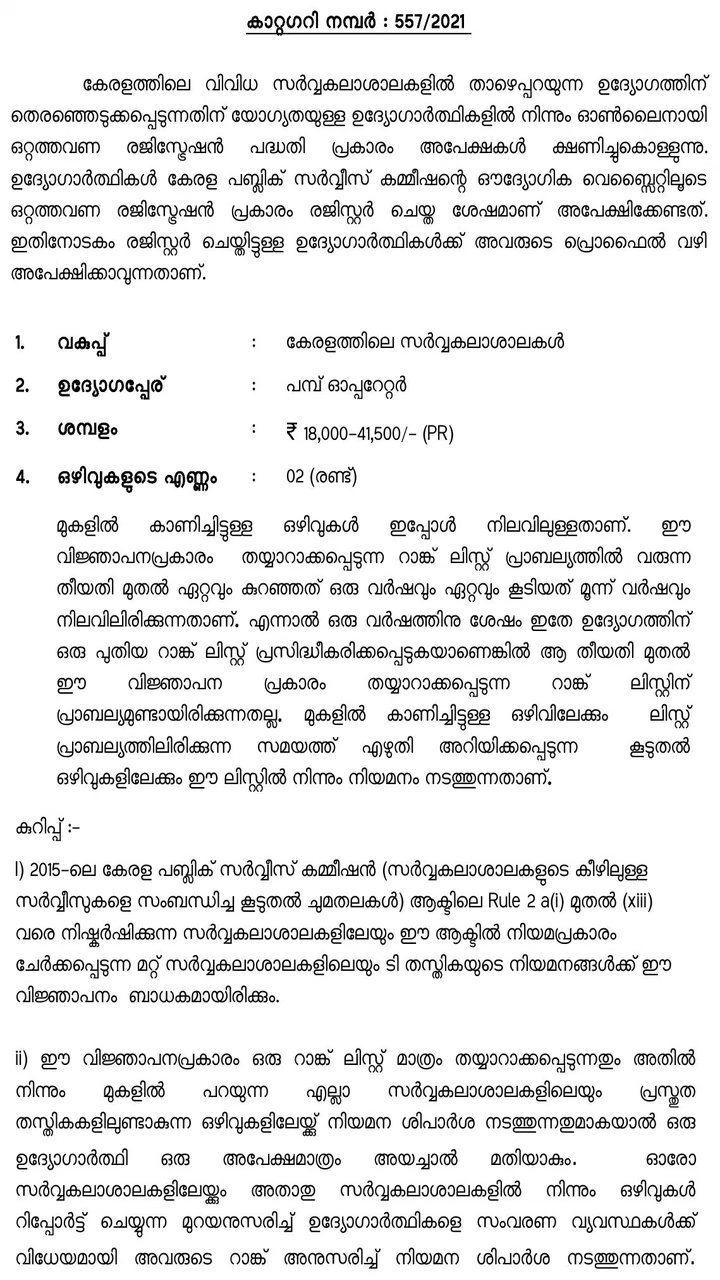 കാറ്റഗറി നമ്പർ : 557/2021
കേരളത്തിലെ വിവിധ സർവ്വകലാശാലകളിൽ താഴെപ്പറയുന്ന ഉദ്യോഗത്തിന്
തെരഞ്ഞെടുക്കപ്പെടുന്നതിന് യോഗ്യതയുള്ള ഉദ്യോഗാർത്ഥികളിൽ നിന്നും ഓൺലൈനായി
ഒറ്റത്തവണ രജിസ്ട്രേഷൻ പദ്ധതി പ്രകാരം അപേക്ഷകൾ ക്ഷണിച്ചുകൊള്ളുന്നു.
ഉദ്യോഗാർത്ഥികൾ കേരള പബ്ലിക് സർവ്വീസ് കമ്മീഷന്റെ ഔദ്യോഗിക വെബ്സൈറ്റിലൂടെ
ഒറ്റത്തവണ രജിസ്ട്രേഷൻ പ്രകാരം രജിസ്റ്റർ ചെയ്ത ശേഷമാണ് അപേക്ഷിക്കേണ്ടത്.
ഇതിനോടകം രജിസ്റ്റർ ചെയ്തിട്ടുള്ള ഉദ്യോഗാർത്ഥികൾക്ക് അവരുടെ പ്രൊഫൈൽ വഴി
അപേക്ഷിക്കാവുന്നതാണ്.
1. വകുപ്പ് : കേരളത്തിലെ സർവ്വകലാശാലകൾ
2. ഉദ്യോഗപ്പേര് : പമ്പ് ഓപ്പറേറ്റർ
3. ശമ്പളം : ₹ 18,000-41,500/- (PR)
4. ഒഴിവുകളുടെ എണ്ണം : 02 (രണ്ട്)
മുകളിൽ കാണിച്ചിട്ടുള്ള ഒഴിവുകൾ ഇപ്പോൾ നിലവിലുള്ളതാണ്. ഈ
വിജ്ഞാപനപ്രകാരം തയ്യാറാക്കപ്പെടുന്ന റാങ്ക് ലിസ്റ്റ് പ്രാബല്യത്തിൽ വരുന്ന
തീയതി മുതൽ ഏറ്റവും കുറഞ്ഞത് ഒരു വർഷവും ഏറ്റവും കൂടിയത് മൂന്ന് വർഷവും
നിലവിലിരിക്കുന്നതാണ്. എന്നാൽ ഒരു വർഷത്തിനു ശേഷം ഇതേ ഉദ്യോഗത്തിന്
ഒരു പുതിയ റാങ്ക് ലിസ്റ്റ് പ്രസിദ്ധീകരിക്കപ്പെടുകയാണെങ്കിൽ ആ തീയതി മുതൽ
ഈ വിജ്ഞാപന പ്രകാരം തയ്യാറാക്കപ്പെടുന്ന റാങ്ക് ലിസ്റ്റിന്
പ്രാബല്യമുണ്ടായിരിക്കുന്നതല്ല. മുകളിൽ കാണിച്ചിട്ടുള്ള ഒഴിവിലേക്കും ലിസ്റ്റ്
പ്രാബല്യത്തിലിരിക്കുന്ന സമയത്ത് എഴുതി അറിയിക്കപ്പെടുന്ന കൂടുതൽ
ഒഴിവുകളിലേക്കും ഈ ലിസ്റ്റിൽ നിന്നും നിയമനം നടത്തുന്നതാണ്.
കുറിപ്പ് :-
I) 2015-ലെ കേരള പബ്ലിക് സർവ്വീസ് കമ്മീഷൻ (സർവ്വകലാശാലകളുടെ കീഴിലുള്ള
സർവ്വീസുകളെ സംബന്ധിച്ച കൂടുതൽ ചുമതലകൾ) ആക്ടിലെ Rule 2 a(i) മുതൽ (xiii)
വരെ നിഷ്കർഷിക്കുന്ന സർവ്വകലാശാലകളിലേയും ഈ ആക്ടിൽ നിയമപ്രകാരം
ചേർക്കപ്പെടുന്ന മറ്റ് സർവ്വകലാശാലകളിലെയും ടി തസ്തികയുടെ നിയമനങ്ങൾക്ക് ഈ
വിജ്ഞാപനം ബാധകമായിരിക്കും.
ii) ഈ വിജ്ഞാപനപ്രകാരം ഒരു റാങ്ക് ലിസ്റ്റ് മാത്രം തയ്യാറാക്കപ്പെടുന്നതും അതിൽ
നിന്നും മുകളിൽ പറയുന്ന എല്ലാ സർവ്വകലാശാലകളിലെയും പ്രസ്തുത
തസ്തികകളിലുണ്ടാകുന്ന ഒഴിവുകളിലേയ്ക്ക് നിയമന ശിപാർശ നടത്തുന്നതുമാകയാൽ ഒരു
ഉദ്യോഗാർത്ഥി ഒരു അപേക്ഷമാത്രം അയച്ചാൽ മതിയാകും. ഓരോ
സർവ്വകലാശാലകളിലേയ്ക്കും അതാതു സർവ്വകലാശാലകളിൽ നിന്നും ഒഴിവുകൾ
റിപ്പോർട്ട് ചെയ്യുന്ന മുറയനുസരിച്ച് ഉദ്യോഗാർത്ഥികളെ സംവരണ വ്യവസ്ഥകൾക്ക്
വിധേയമായി അവരുടെ റാങ്ക് അനുസരിച്ച് നിയമന ശിപാർശ നടത്തുന്നതാണ്.